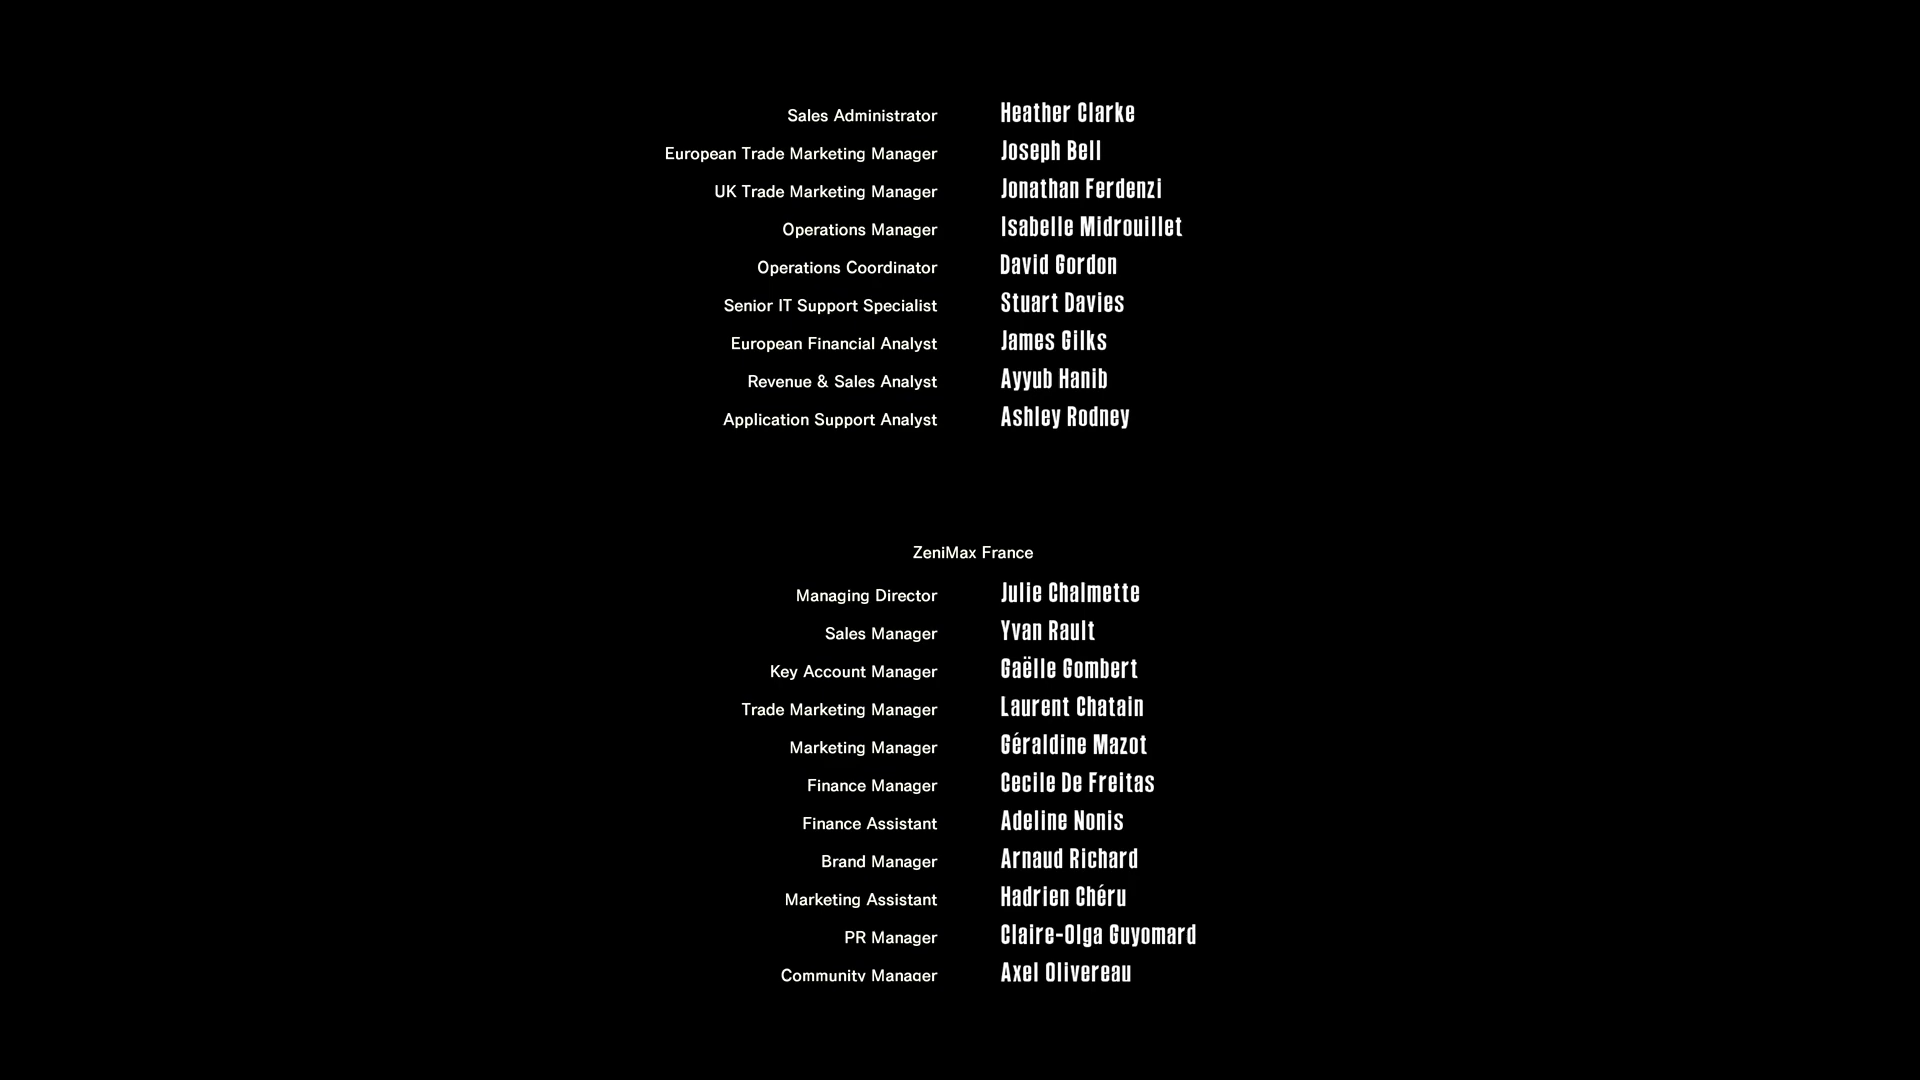 Sales Administrator Heather Clarke
European Trade Marketing Manager Joseph Bell
UK Trade Marketing Manager Jonathan Ferdenzi
Operations Manager Isabelle Midrouillet
Operations Coordinator David Gordon
Senior IT Support Specialist Stuart Davies
European Financial Analyst James Gilks
Revenue & Sales Analyst Ayyub Hanib
Application Support Analyst Ashley Rodney
ZeniMax France
Managing Director Julie Chalmette
Sales Manager Yvan Rault
Key Account Manager Gaëlle Gombert
Trade Marketing Manager Laurent Chatain
Marketing Manager Géraldine Mazot
Finance Manager Cecile De Freitas
Finance Assistant Adeline Nonis
Brand Manager Arnaud Richard
Marketing Assistant Hadrien Chéru
PR Manager Claire-Olga Guyomard
Community Manager Axel Olivereau